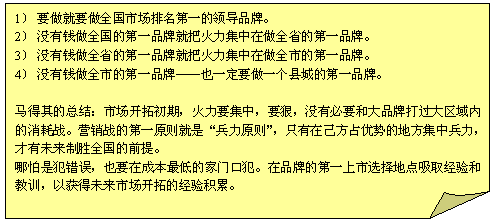 1） 要做就要做全国市场排名第一的领导品牌。
2） 没有钱做全国的第一品牌就把火力集中在做全省的第一品牌。
3） 没有钱做全省的第一品牌就把火力集中在做全市的第一品牌。
4） 没有钱做全市的第一品牌——也一定要做一个县城的第一品牌。
马得其的总结：市场开拓初期，火力要集中，要狠，没有必要和大品牌打过大区域内
的消耗战。营销战的第一原则就是“兵力原则”，只有在己方占优势的地方集中兵力，
才有未来制胜全国的前提。
哪怕是犯错误，也要在成本最低的家门口犯。在品牌的第一上市选择地点吸取经验和
教训，以获得未来市场开拓的经验积累。